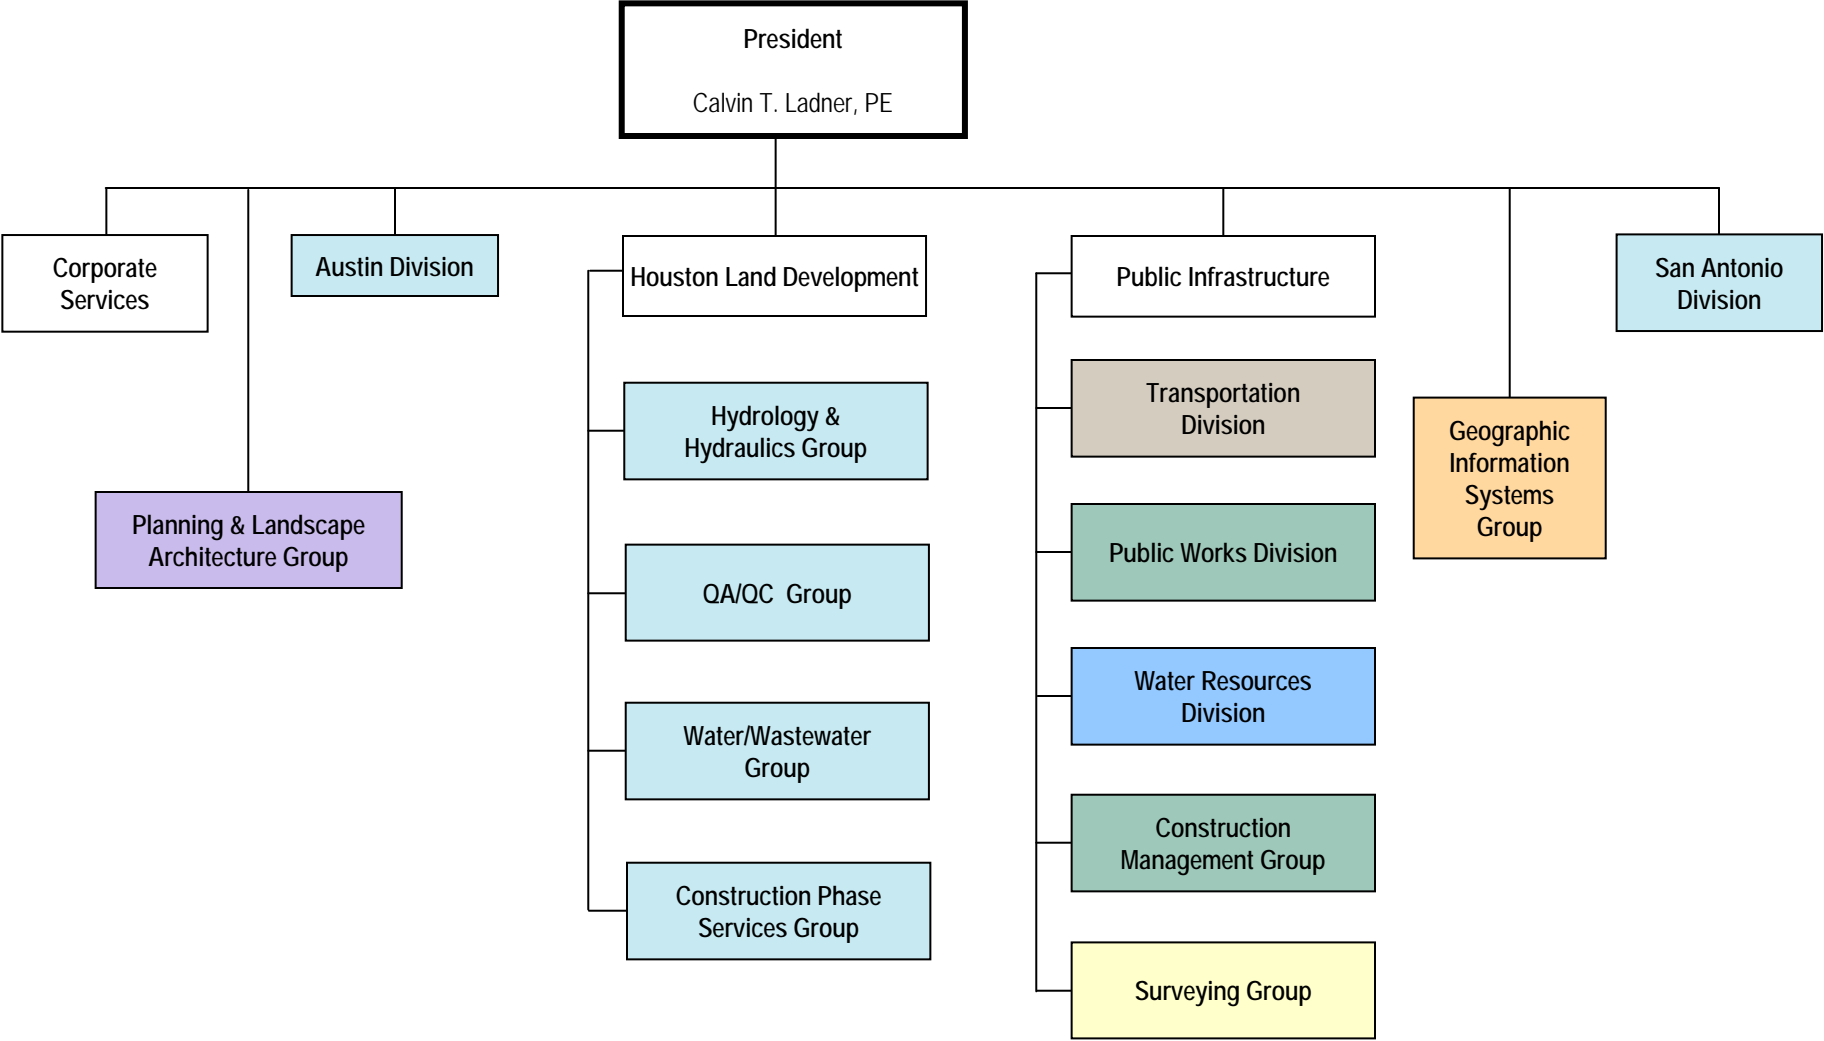 President
Calvin T. Ladner, PE
Corporate
Services
Austin Division
Houston Land Development
Public Infrastructure
San Antonio
Division
Planning & Landscape
Architecture Group
Hydrology &
Hydraulics Group
QA/QC  Group
Water/Wastewater
Group
Construction Phase
Services Group
Transportation
Division
Public Works Division
Water Resources
Division
Construction
Management Group
Surveying Group
Geographic
Information
Systems
Group